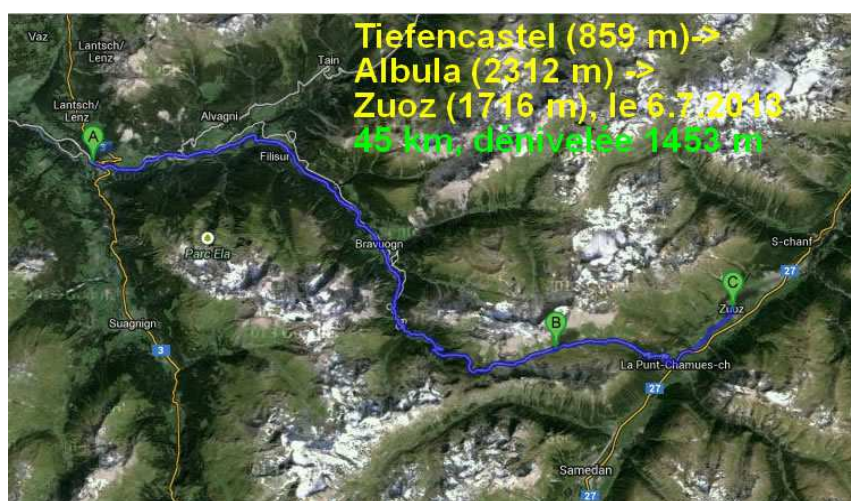 Tiefencastel (859 m)->
Albula (2312 m) ->
Zuoz (1716 m), le 6.7.2013
45 km, dénivelée 1453 m
Vaz
Lantsch/
Lenz
Tain
Lantsch/
Lenz
Alvagni
A
Filisur
Bravuogn
Parc Ela
S-chanf
27
C
Zuoz
Suagnign
B
3
La Punt-Chamues-ch
27
Samedan
27